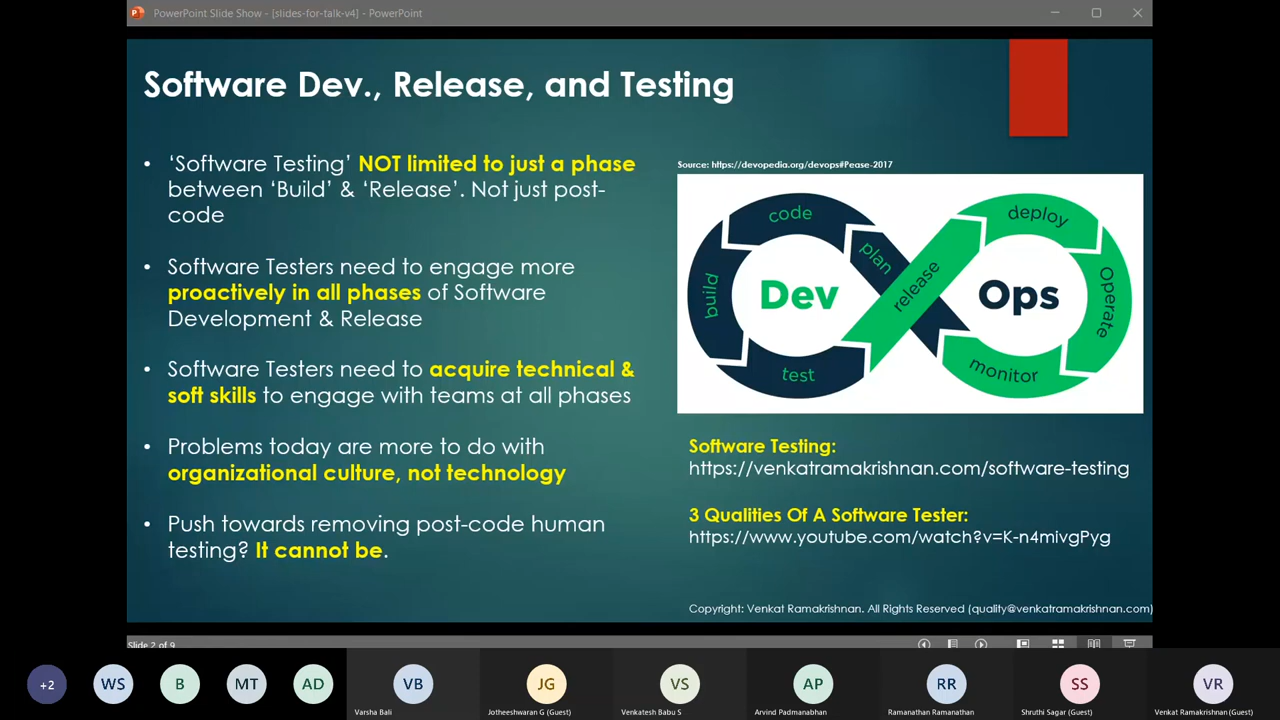 PowerPoint Slide Show - [slides-for-talk-v4] - PowerPoint
Software Dev., Release, and Testing
• 'Software Testing' NOT limited to just a phase
between 'Build' & 'Release'. Not just post-
code
• Software Testers need to engage more
proactively in all phases of Software
Development & Release
• Software Testers need to acquire technical &
soft skills to engage with teams at all phases
• Problems today are more to do with
organizational culture, not technology
• Push towards removing post-code human
testing? It cannot be.
Source: https://devopedia.org/devops#Pease-2017
code
plan
build
Dev
test
release
deploy
Ops
Operate
monitor
Software Testing:
https://venkatramakrishnan.com/software-testing
3 Qualities Of A Software Tester:
https://www.youtube.com/watch?v=K-n4mivgPyg
Copyright: Venkat Ramakrishnan. All Rights Reserved (quality@venkatramakrishnan.com)
Slide 2 of 9
+2
WS
B
MT
AD
VB
Varsha Bali
JG
Jotheeshwaran G (Guest)
VS
Venkatesh Babu S
AP
Arvind Padmanabhan
RR
Ramanathan Ramanathan
SS
Shruthi Sagar (Guest)
VR
Venkat Ramakrishnan (Guest)